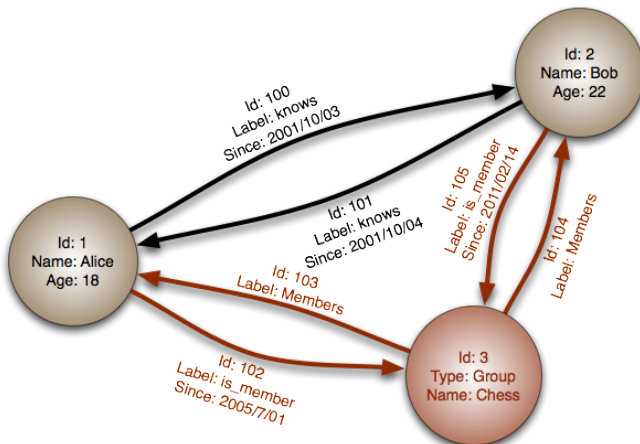 Id: 2
Name: Bob
Age: 22
Id: 100
Label: knows
Since: 2001/10/03
Id: 101
Label: knows
Since: 2001/10/04
Id: 105
Label: is_member
Since: 2011/02/14
Id: 104
Label: Members
Id: 1
Name: Alice
Age: 18
Id: 103
Label: Members
Id: 102
Label: is_member
Since: 2005/7/01
Id: 3
Type: Group
Name: Chess